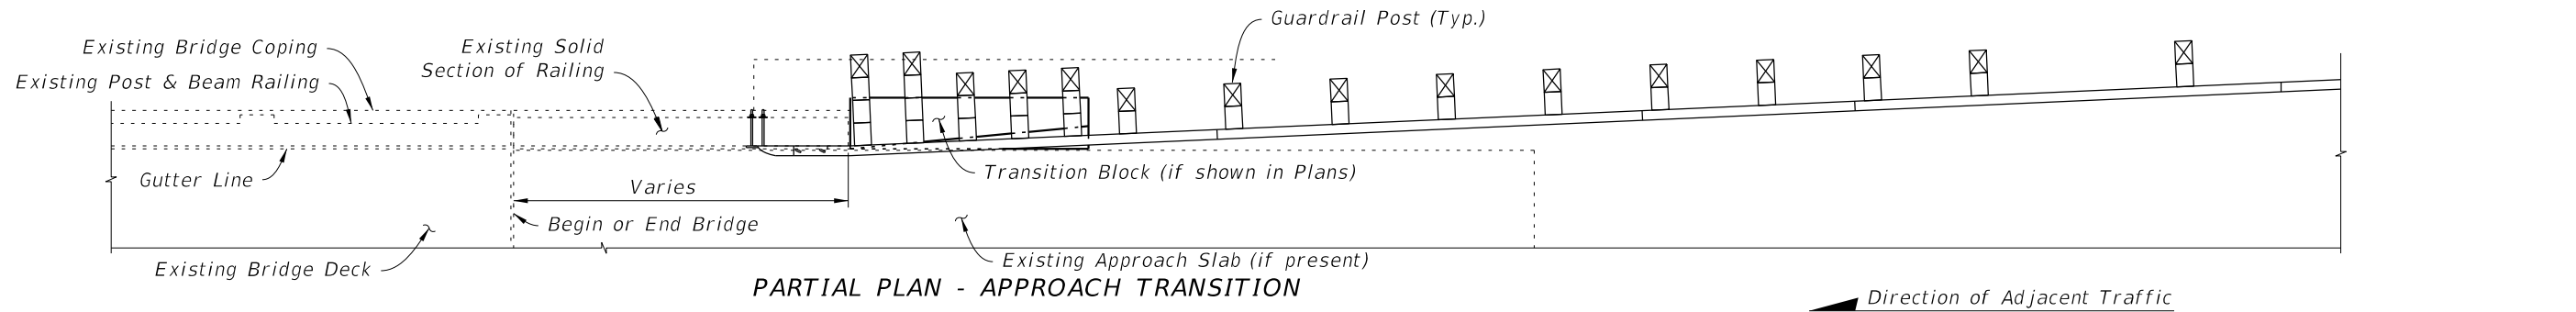 Guardrail Post (Typ.)
Existing Bridge Coping
Existing Solid
Section of Railing
Existing Post & Beam Railing
Gutter Line
Varies
Transition Block (if shown in Plans)
Begin or End Bridge
Existing Bridge Deck
Existing Approach Slab (if present)
PARTIAL PLAN - APPROACH TRANSITION
Direction of Adjacent Traffic